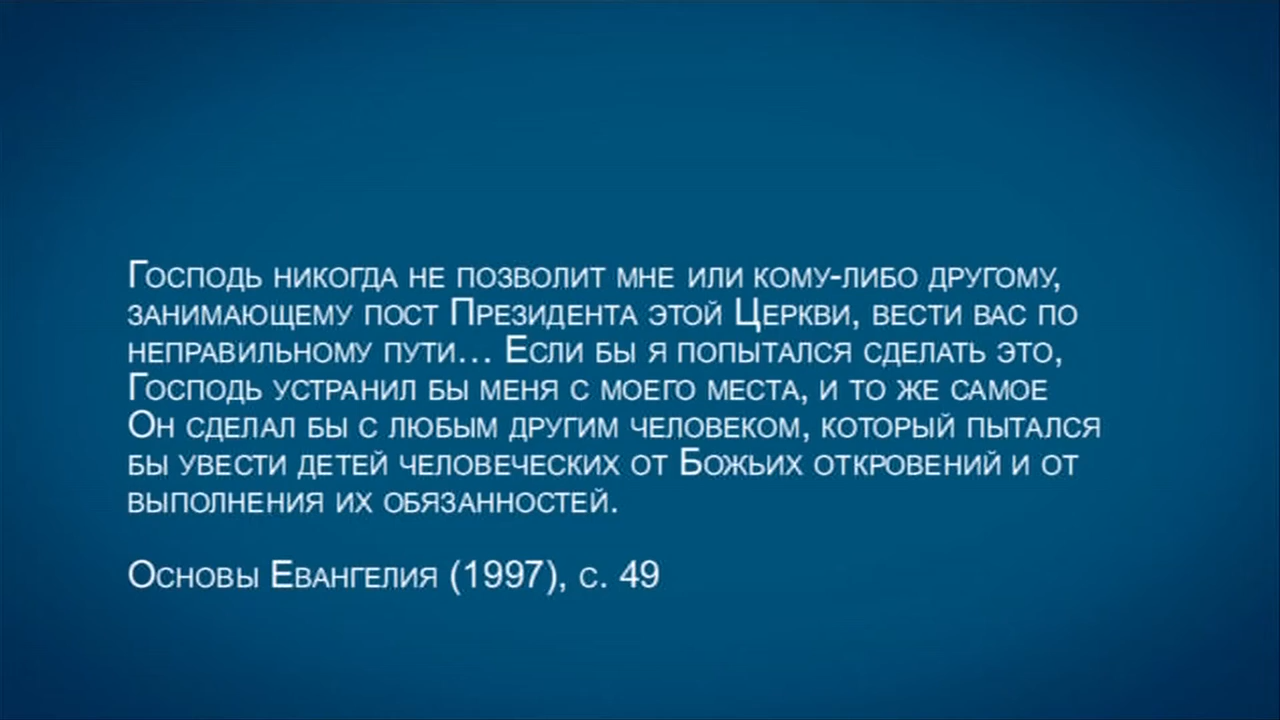 Господь никогда не позволит мне или кому-либо другому,
занимающему пост Президента этой Церкви, вести вас по
неправильному пути... Если бы я попытался сделать это,
Господь устранил бы меня с моего места, и то же самое
Он сделал бы с любым другим человеком, который пытался
бы увести детей человеческих от Божьих откровений и от
выполнения их обязанностей.
Основы Евангелия (1997), с. 49